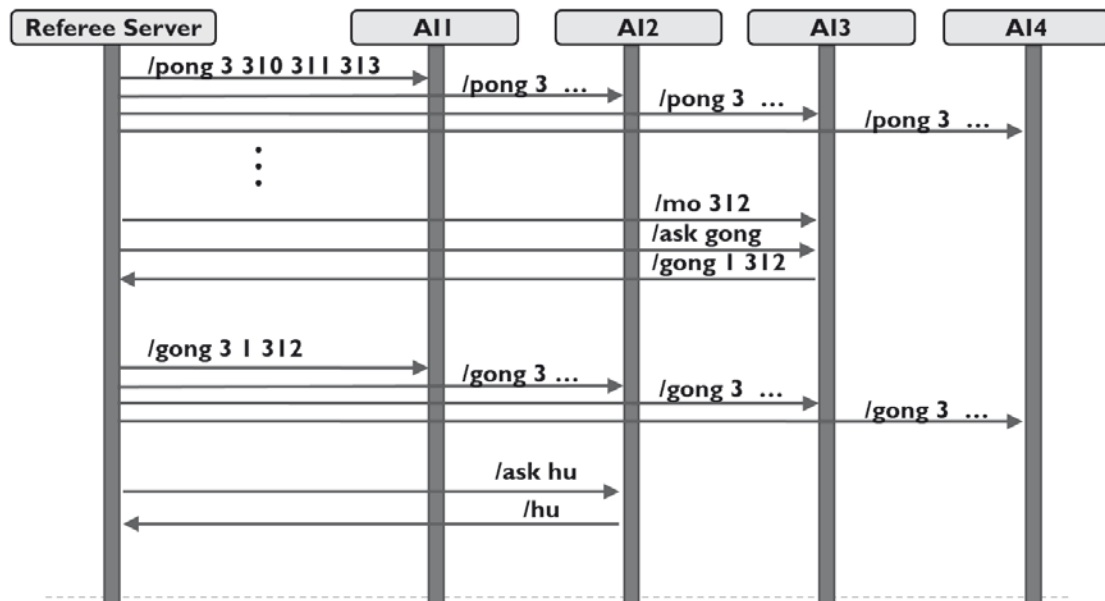 Referee Server AI1 AI2 AI3 AI4
/pong 3 310 311 313
/pong 3 ...
/pong 3 ...
/pong 3 ...
/mo 312
/ask gong
/gong 1 312
/gong 3 1 312
/gong 3 ...
/gong 3 ...
/gong 3 ...
/ask hu
/hu